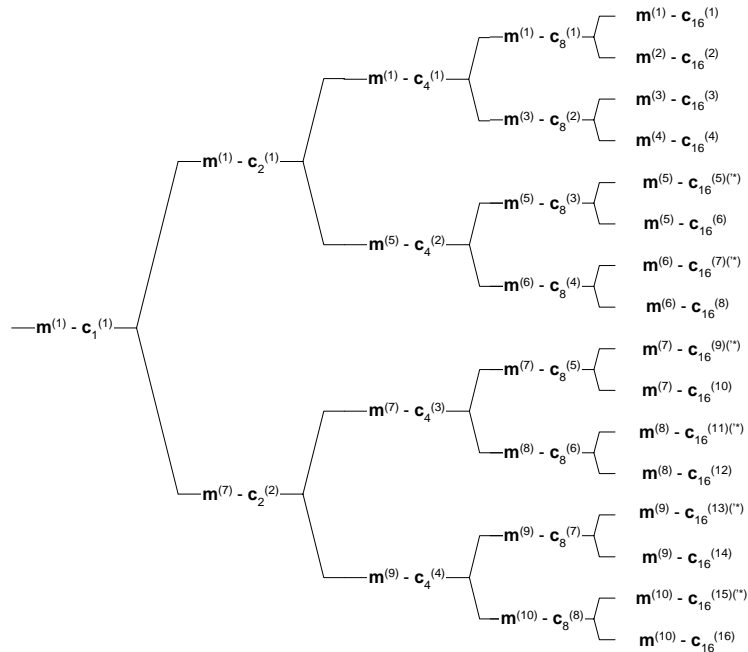 m(1) - c16(1)
m(1) - c8(1)
m(2) - c16(2)
m(1) - c4(1)
m(3) - c16(3)
m(3) - c8(2)
m(4) - c16(4)
m(1) - c2(1)
m(5) - c16(5)('*)
m(5) - c8(3)
m(5) - c16(6)
m(5) - c4(2)
m(6) - c16(7)('*)
m(6) - c8(4)
m(6) - c16(8)
m(1) - c1(1)
m(7) - c16(9)('*)
m(7) - c8(5)
m(7) - c16(10)
m(7) - c4(3)
m(8) - c16(11)('*)
m(8) - c8(6)
m(8) - c16(12)
m(7) - c2(2)
m(9) - c16(13)('*)
m(9) - c8(7)
m(9) - c16(14)
m(9) - c4(4)
m(10) - c16(15)('*)
m(10) - c8(8)
m(10) - c16(16)